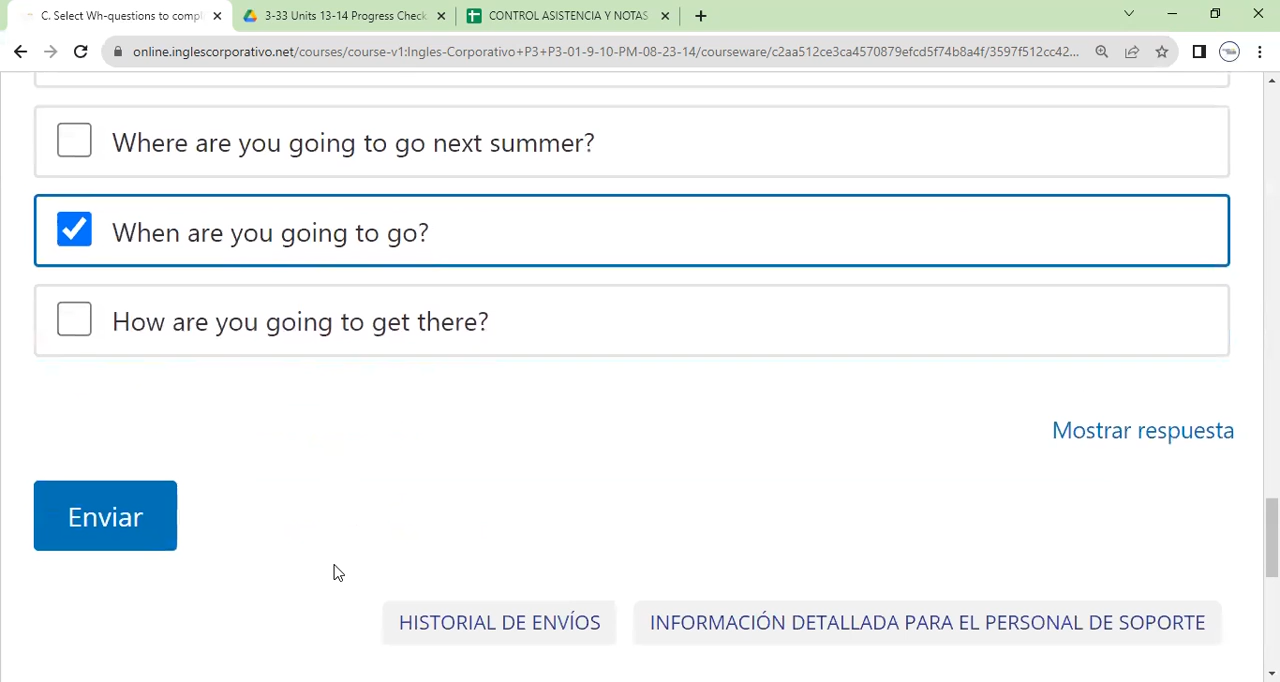 C. Select Wh-questions to compl
3-33 Units 13-14 Progress Check
CONTROL ASISTENCIA Y NOTAS
online.inglescorporativo.net/courses/course-v1:Ingles-Corporativo+P3+P3-01-9-10-PM-08-23-14/courseware/c2aa512ce3ca4570879efcd5f74b8a4f/3597f512cc42...
Where are you going to go next summer?
When are you going to go?
How are you going to get there?
Mostrar respuesta
Enviar
HISTORIAL DE ENVÍOS
INFORMACIÓN DETALLADA PARA EL PERSONAL DE SOPORTE